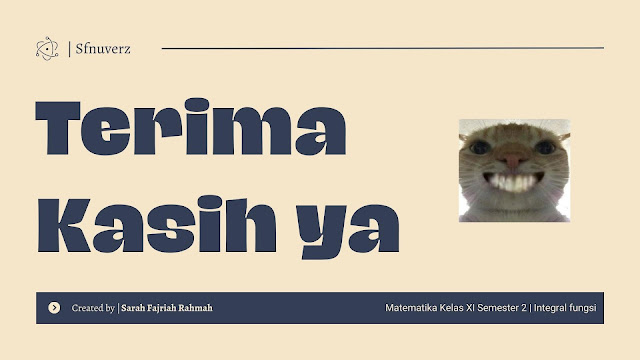 | Sfnuverz
Terima
Kasih ya
Created by | Sarah Fajriah Rahmah
Matematika Kelas XI Semester 2 | Integral fungsi